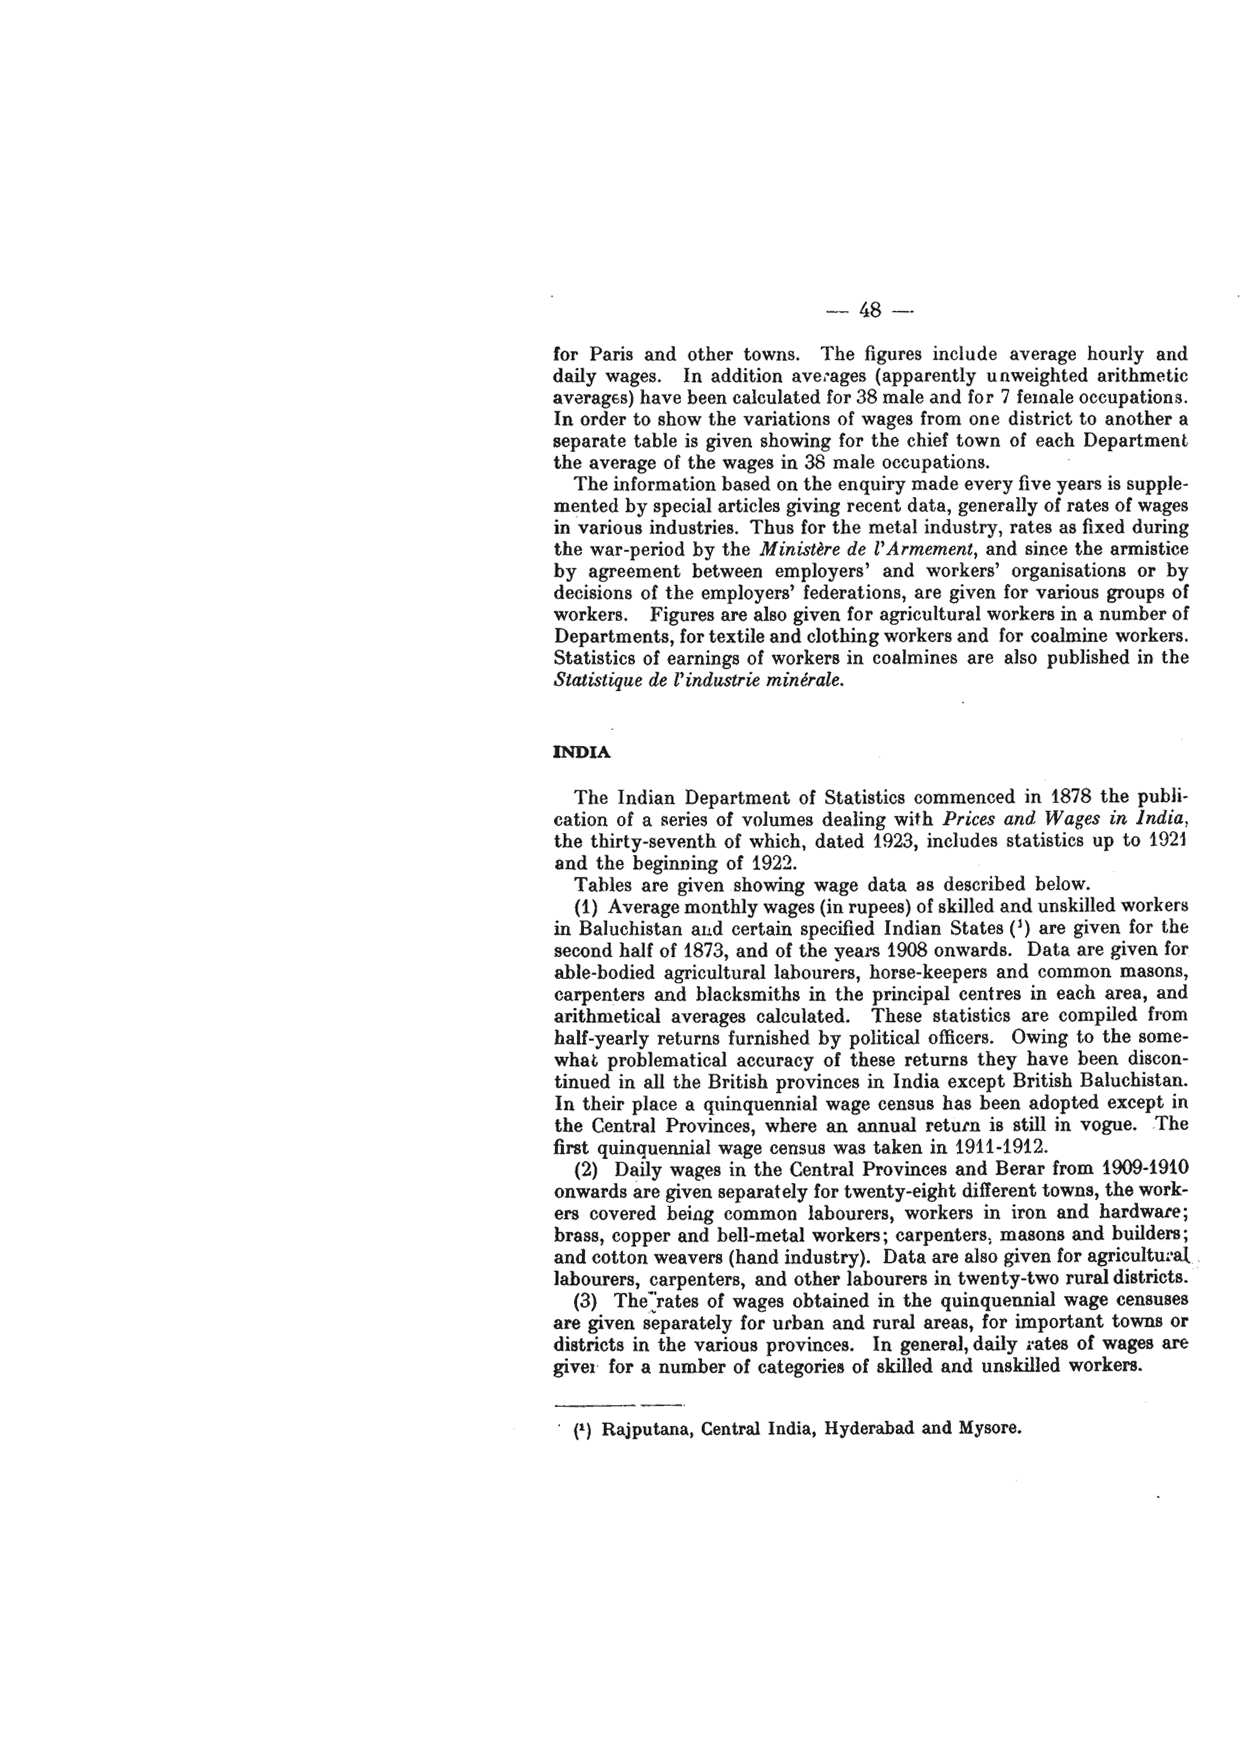 — 48 —
for Paris and other towns. The figures include average hourly and
daily wages. In addition averages (apparently unweighted arithmetic
averages) have been calculated for 38 male and for 7 female occupations.
In order to show the variations of wages from one district to another a
separate table is given showing for the chief town of each Department
the average of the wages in 38 male occupations.
The information based on the enquiry made every five years is supple-
mented by special articles giving recent data, generally of rates of wages
in various industries. Thus for the metal industry, rates as fixed during
the war-period by the Ministère de l'Armement, and since the armistice
by agreement between employers' and workers' organisations or by
decisions of the employers' federations, are given for various groups of
workers. Figures are also given for agricultural workers in a number of
Departments, for textile and clothing workers and for coalmine workers.
Statistics of earnings of workers in coalmines are also published in the
Statistique de l'industrie minérale.
INDIA
The Indian Department of Statistics commenced in 1878 the publi-
cation of a series of volumes dealing with Prices and Wages in India,
the thirty-seventh of which, dated 1923, includes statistics up to 1921
and the beginning of 1922.
Tables are given showing wage data as described below.
(1) Average monthly wages (in rupees) of skilled and unskilled workers
in Baluchistan and certain specified Indian States (¹) are given for the
second half of 1873, and of the years 1908 onwards. Data are given for
able-bodied agricultural labourers, horse-keepers and common masons,
carpenters and blacksmiths in the principal centres in each area, and
arithmetical averages calculated. These statistics are compiled from
half-yearly returns furnished by political officers. Owing to the some-
what problematical accuracy of these returns they have been discon-
tinued in all the British provinces in India except British Baluchistan.
In their place a quinquennial wage census has been adopted except in
the Central Provinces, where an annual return is still in vogue. The
first quinquennial wage census was taken in 1911-1912.
(2) Daily wages in the Central Provinces and Berar from 1909-1910
onwards are given separately for twenty-eight different towns, the work-
ers covered being common labourers, workers in iron and hardware;
brass, copper and bell-metal workers; carpenters, masons and builders;
and cotton weavers (hand industry). Data are also given for agricultural
labourers, carpenters, and other labourers in twenty-two rural districts.
(3) The rates of wages obtained in the quinquennial wage censuses
are given separately for urban and rural areas, for important towns or
districts in the various provinces. In general, daily rates of wages are
given for a number of categories of skilled and unskilled workers.
(¹) Rajputana, Central India, Hyderabad and Mysore.